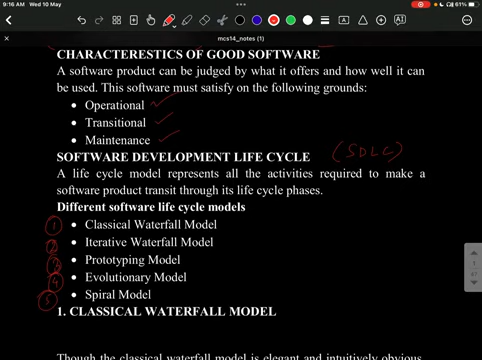 9:16 AM Wed 10 May
61%
mcs14_notes (1)
CHARACTERESTICS OF GOOD SOFTWARE
A software product can be judged by what it offers and how well it can
be used. This software must satisfy on the following grounds:
• Operational
• Transitional
• Maintenance
SOFTWARE DEVELOPMENT LIFE CYCLE (SDLC)
A life cycle model represents all the activities required to make a
software product transit through its life cycle phases.
Different software life cycle models
1 • Classical Waterfall Model
2 • Iterative Waterfall Model
3 • Prototyping Model
4 • Evolutionary Model
5 • Spiral Model
1. CLASSICAL WATERFALL MODEL
Though the classical waterfall model is elegant and intuitively obvious,